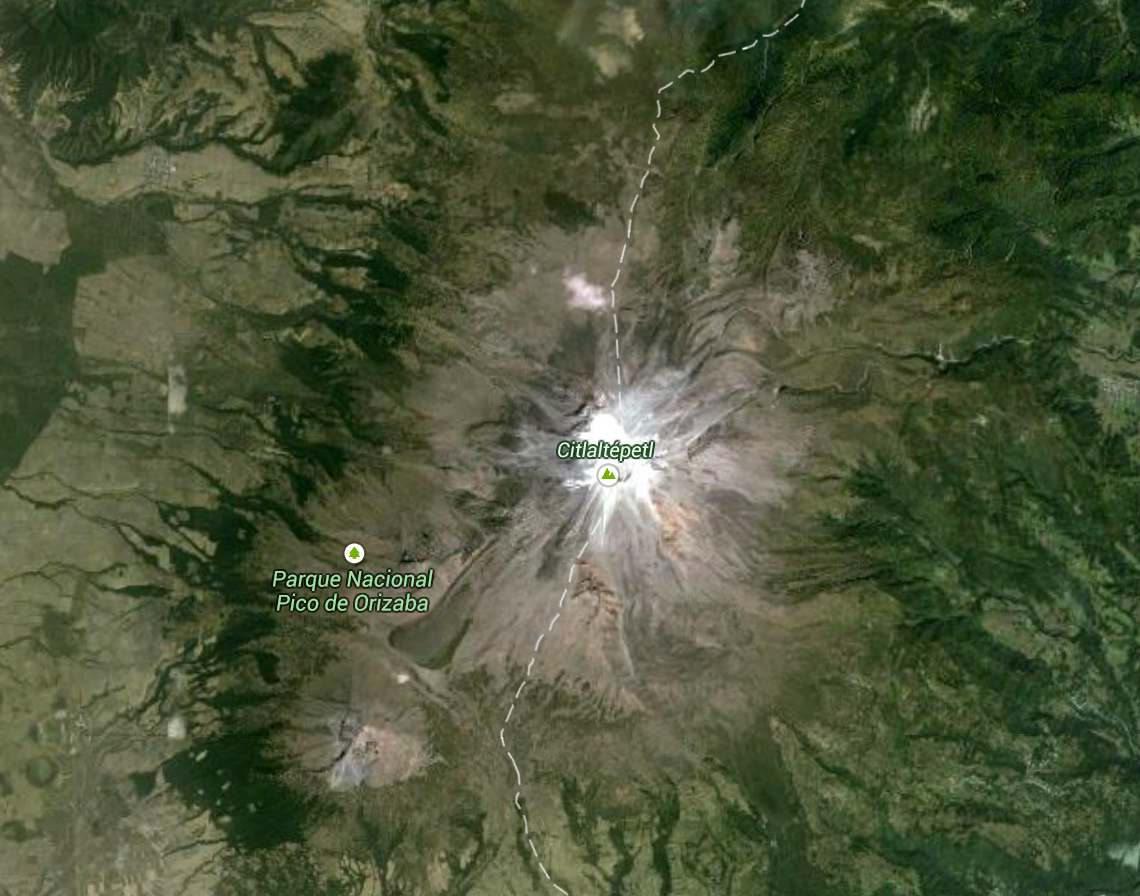 Citlaltépetl
Parque Nacional
Pico de Orizaba